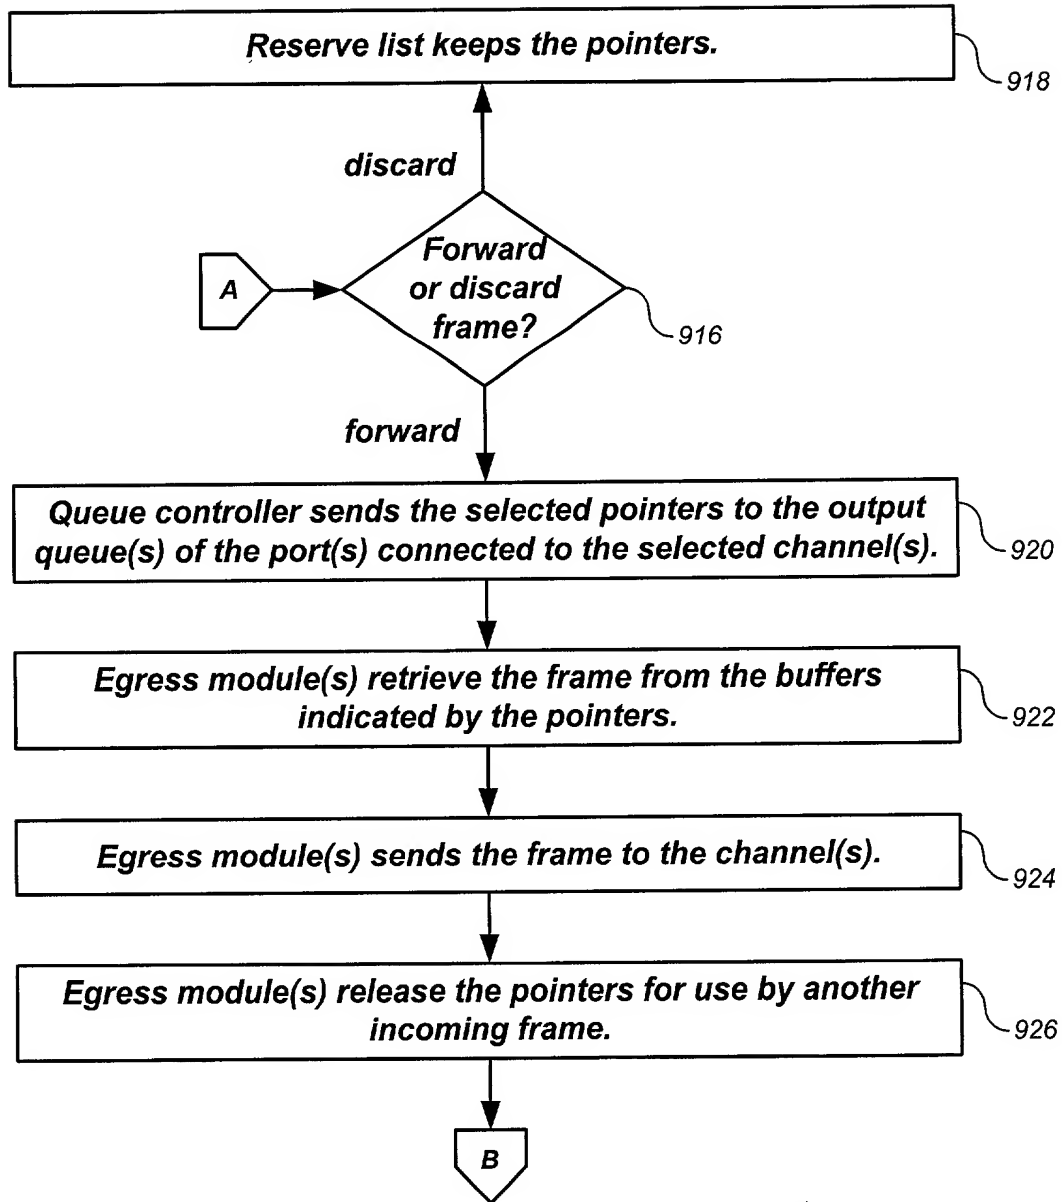 Reserve list keeps the pointers.
918
discard
Forward
or discard
frame?
A
916
forward
Queue controller sends the selected pointers to the output
queue(s) of the port(s) connected to the selected channel(s).
920
Egress module(s) retrieve the frame from the buffers
indicated by the pointers.
922
Egress module(s) sends the frame to the channel(s).
924
Egress module(s) release the pointers for use by another
incoming frame.
926
B